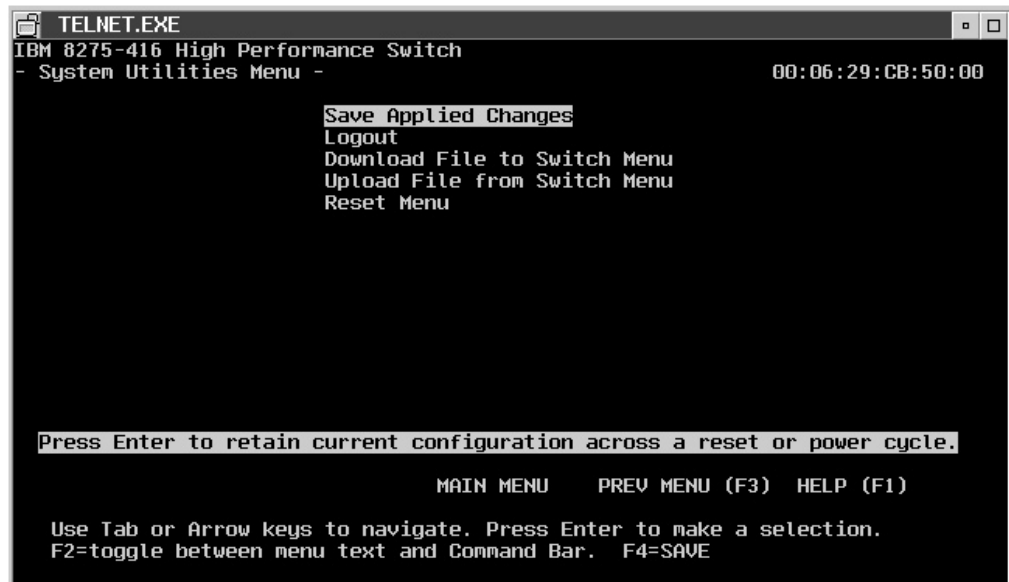 TELNET.EXE
IBM 8275-416 High Performance Switch
- System Utilities Menu - 00:06:29:CB:50:00
Save Applied Changes
Logout
Download File to Switch Menu
Upload File from Switch Menu
Reset Menu
Press Enter to retain current configuration across a reset or power cycle.
MAIN MENU PREV MENU (F3) HELP (F1)
Use Tab or Arrow keys to navigate. Press Enter to make a selection.
F2=toggle between menu text and Command Bar. F4=SAVE